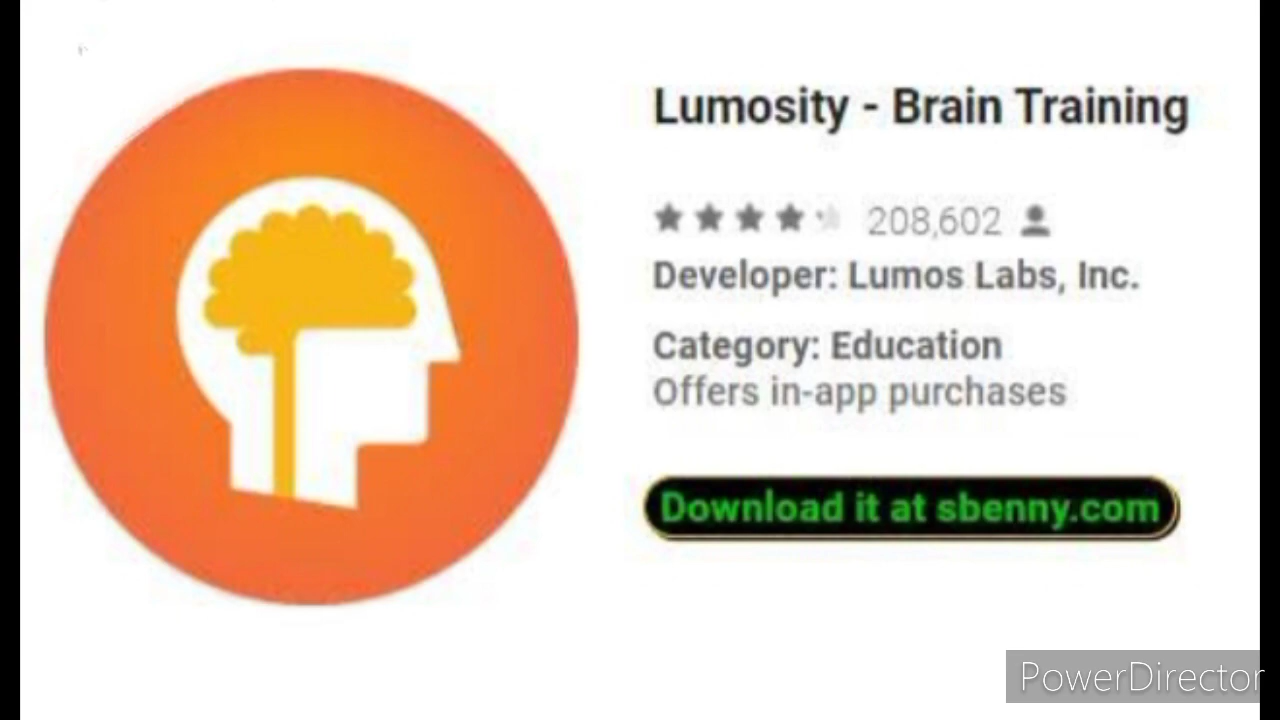 Lumosity - Brain Training
208,602
Developer: Lumos Labs, Inc.
Category: Education
Offers in-app purchases
Download it at sbenny.com
PowerDirector